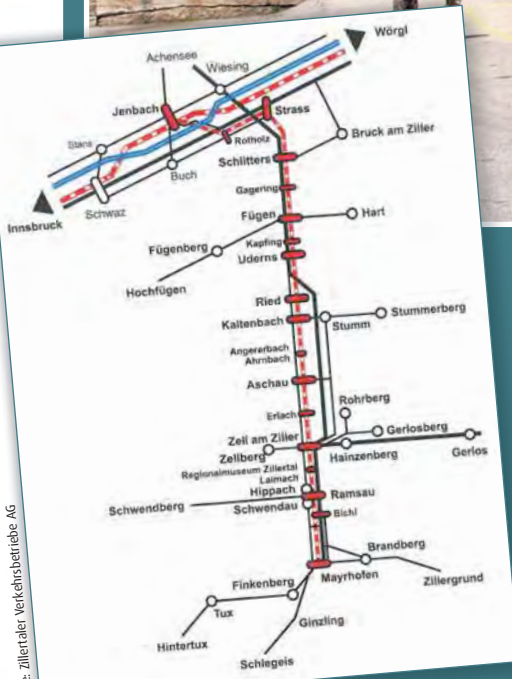 Wörgl
Achensee
Wiesing
Jenbach
Strass
Stans
Rotholz
Bruck am Ziller
Schlitters
Buch
Gagering
Schwaz
Innsbruck
Fügen
Hart
Kapfing
Fügenberg
Uderns
Hochfügen
Ried
Stummerberg
Kaltenbach
Stumm
Angererbach
Ahrnbach
Aschau
Rohrberg
Erlach
Gerlosberg
Zell am Ziller
Zellberg
Hainzenberg
Gerlos
Regionalmuseum Zillertal
Laimach
Hippach
Ramsau
Schwendberg
Schwendau
Bichl
Brandberg
Mayrhofen
Zillergrund
Finkenberg
Tux
Ginzling
Hintertux
Schlegeis
: Zillertaler Verkehrsbetriebe AG